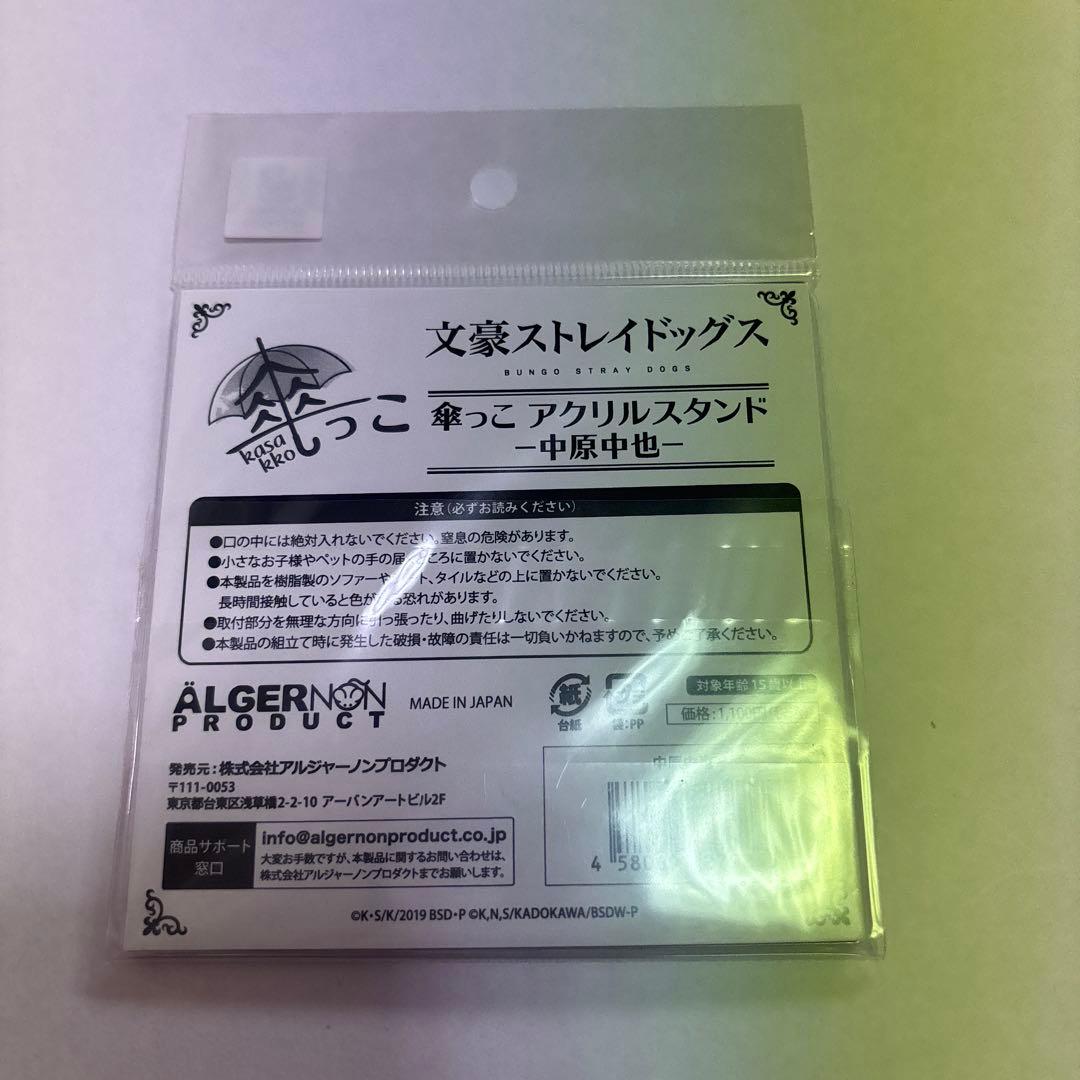 文豪ストレイドッグス
BUNGO STRAY DOGS
傘っこ
kasa
kko
傘っこ アクリルスタンド
−中原中也−
注意(必ずお読みください)
●口の中には絶対入れないでください。窒息の危険があります。
●小さなお子様やペットの手の届 ころに置かないでください。
●本製品を樹脂製のソファーや ト、タイルなどの上に置かないでください。
長時間接触していると色が る恐れがあります。
●取付部分を無理な方向に引っ張ったり、曲げたりしないでください。
●本製品の組立て時に発生した破損・故障の責任は一切負いかねますので、予めご了承ください。
ALGERNON
PRODUCT
MADE IN JAPAN
紙
台紙
袋:PP
対象年齢15歳以上
価格:1,100円
発売元:株式会社アルジャーノンプロダクト
〒111-0053
東京都台東区浅草橋2-2-10 アーバンアートビル2F
商品サポート
窓口
info@algernonproduct.co.jp
大変お手数ですが、本製品に関するお問い合わせは、
株式会社アルジャーノンプロダクトまでお願いします。
4 580
©K・S/K/2019 BSD・P ©K,N,S/KADOKAWA/BSDW-P